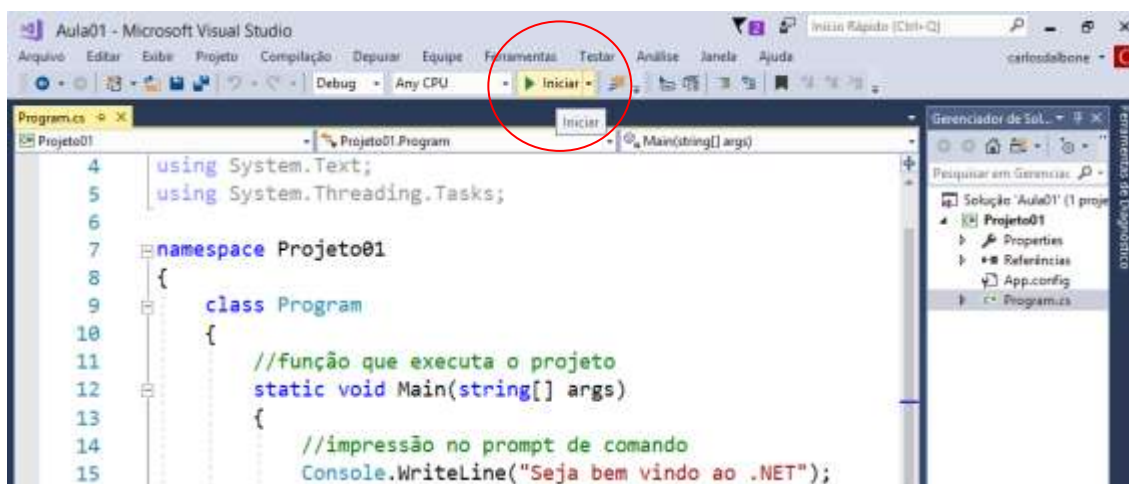 Aula01 - Microsoft Visual Studio
Início Rápido (Ctrl+Q)
Arquivo Editar Exibir Projeto Compilação Depurar Equipe Ferramentas Testar Análise Janela Ajuda
carlosdalbone
Debug Any CPU Iniciar
Program.cs
Iniciar
Gerenciador de Sol...
Projeto01
Projeto01.Program
Main(string[] args)
Pesquisar em Gerenciac
4 using System.Text;
5 using System.Threading.Tasks;
6
7 namespace Projeto01
8 {
9 class Program
10 {
11 //função que executa o projeto
12 static void Main(string[] args)
13 {
14 //impressão no prompt de comando
15 Console.WriteLine("Seja bem vindo ao .NET");
Solução 'Aula01' (1 proje
Projeto01
Properties
Referências
App.config
C# Program.cs
Ferramentas de Diagnóstico